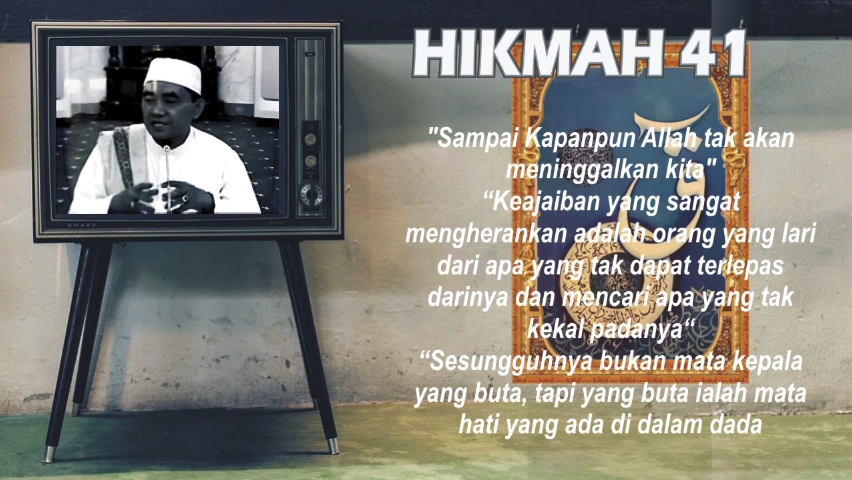 HIKMAH 41
"Sampai Kapanpun Allah tak akan
meninggalkan kita"
“Keajaiban yang sangat
mengherankan adalah orang yang lari
dari apa yang tak dapat terlepas
darinya dan mencari apa yang tak
kekal padanya“
“Sesungguhnya bukan mata kepala
yang buta, tapi yang buta ialah mata
hati yang ada di dalam dada
SHARP